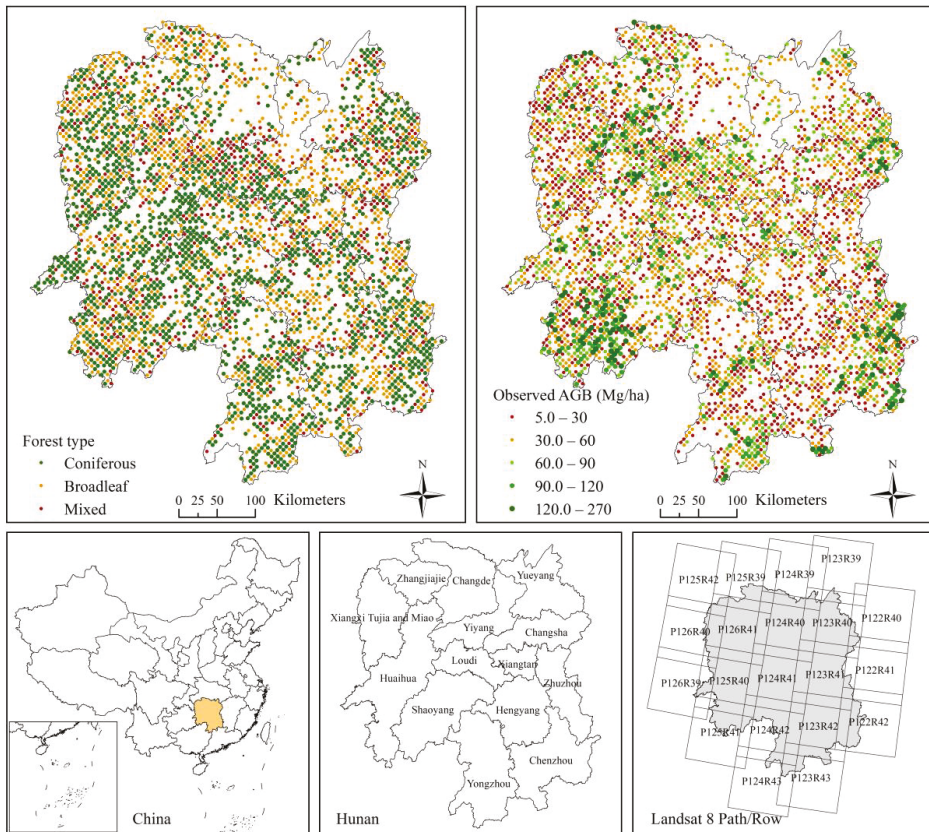 Forest type
Coniferous
Broadleaf
Mixed
0 25 50 100 Kilometers
N
Observed AGB (Mg/ha)
5.0 – 30
30.0 – 60
60.0 – 90
90.0 – 120
120.0 – 270
0 25 50 100 Kilometers
N
China
Zhangjiajie
Changde
Yueyang
Xiangxi Tujia and Miao
Yiyang
Changsha
Loudi
Xiangtan
Huaihua
Zhuzhou
Shaoyang
Hengyang
Chenzhou
Yongzhou
Hunan
P123R39
P125R42
P125R39
P124R39
P126R40
P126R41
P124R40
P123R40
P122R40
P126R39
P125R40
P124R41
P123R41
P122R41
P125R41
P124R42
P123R42
P122R42
P124R43
P123R43
Landsat 8 Path/Row